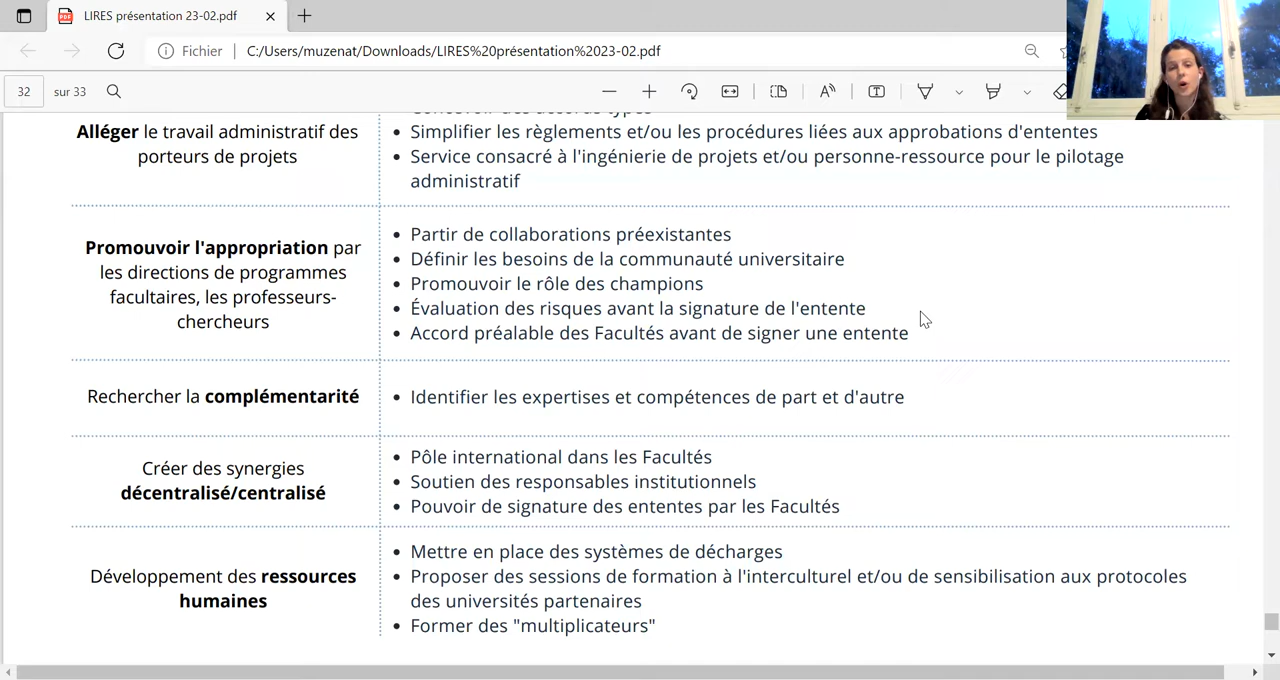 LIRES présentation 23-02.pdf
Fichier
C:/Users/muzenat/Downloads/LIRES%20présentation%2023-02.pdf
32 sur 33
Alléger le travail administratif des
porteurs de projets
Simplifier les règlements et/ou les procédures liées aux approbations d'ententes
Service consacré à l'ingénierie de projets et/ou personne-ressource pour le pilotage
administratif
Promouvoir l'appropriation par
les directions de programmes
facultaires, les professeurs-
chercheurs
Partir de collaborations préexistantes
Définir les besoins de la communauté universitaire
Promouvoir le rôle des champions
Évaluation des risques avant la signature de l'entente
Accord préalable des Facultés avant de signer une entente
Rechercher la complémentarité
Identifier les expertises et compétences de part et d'autre
Créer des synergies
décentralisé/centralisé
Pôle international dans les Facultés
Soutien des responsables institutionnels
Pouvoir de signature des ententes par les Facultés
Développement des ressources
humaines
Mettre en place des systèmes de décharges
Proposer des sessions de formation à l'interculturel et/ou de sensibilisation aux protocoles
des universités partenaires
Former des "multiplicateurs"